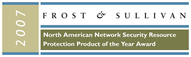 2007
FROST & SULLIVAN
North American Network Security Resource
Protection Product of the Year Award